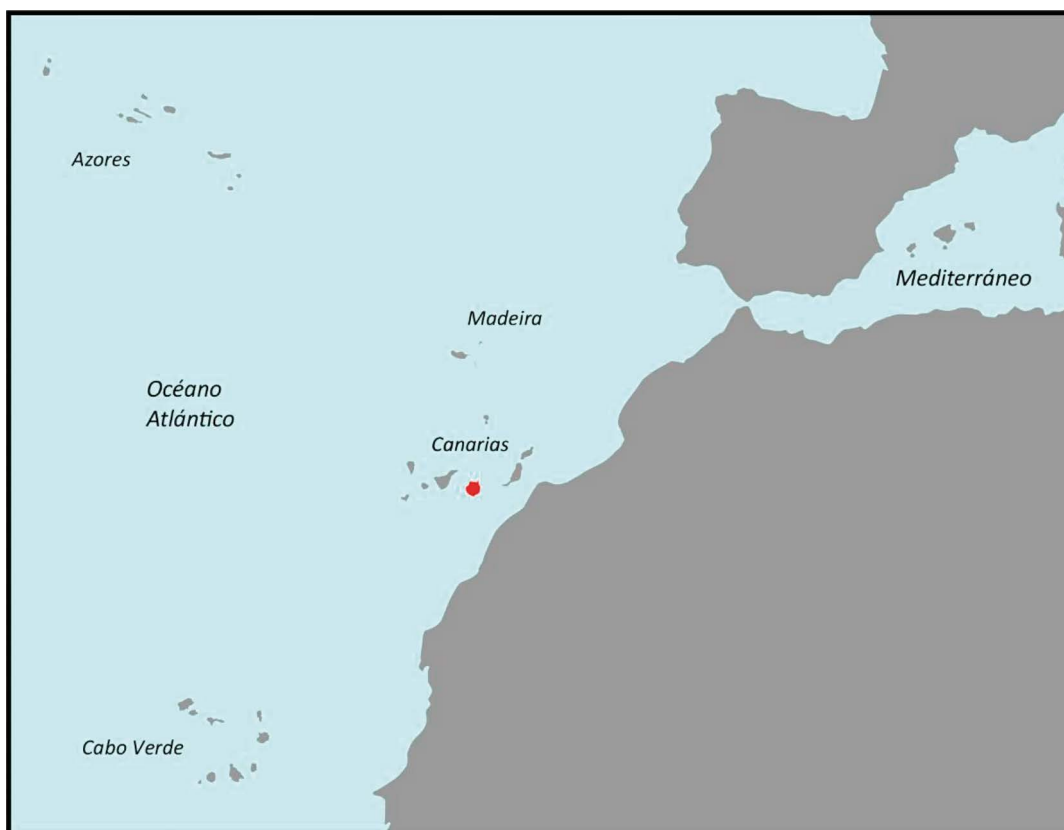 Azores
Mediterráneo
Madeira
Océano
Atlántico
Canarias
Cabo Verde